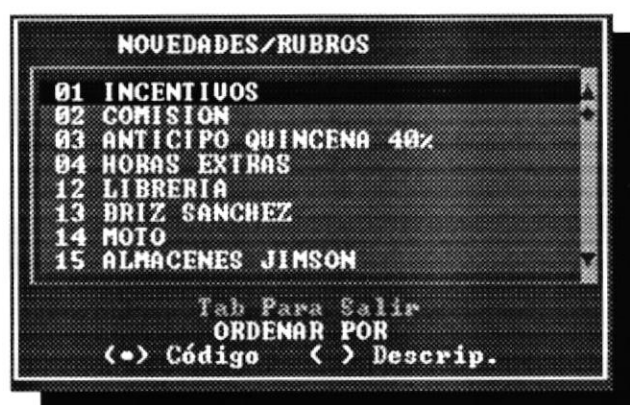 NOVEDADES/RUBROS
01 INCENTIVOS
02 COMISION
03 ANTICIPO QUINCENA 40%
04 HORAS EXTRAS
12 LIBRERIA
13 BRIZ SANCHEZ
14 MOTO
15 ALMACENES JIMSON
Tab Para Salir
ORDENAR POR
(•) Código ( ) Descrip.